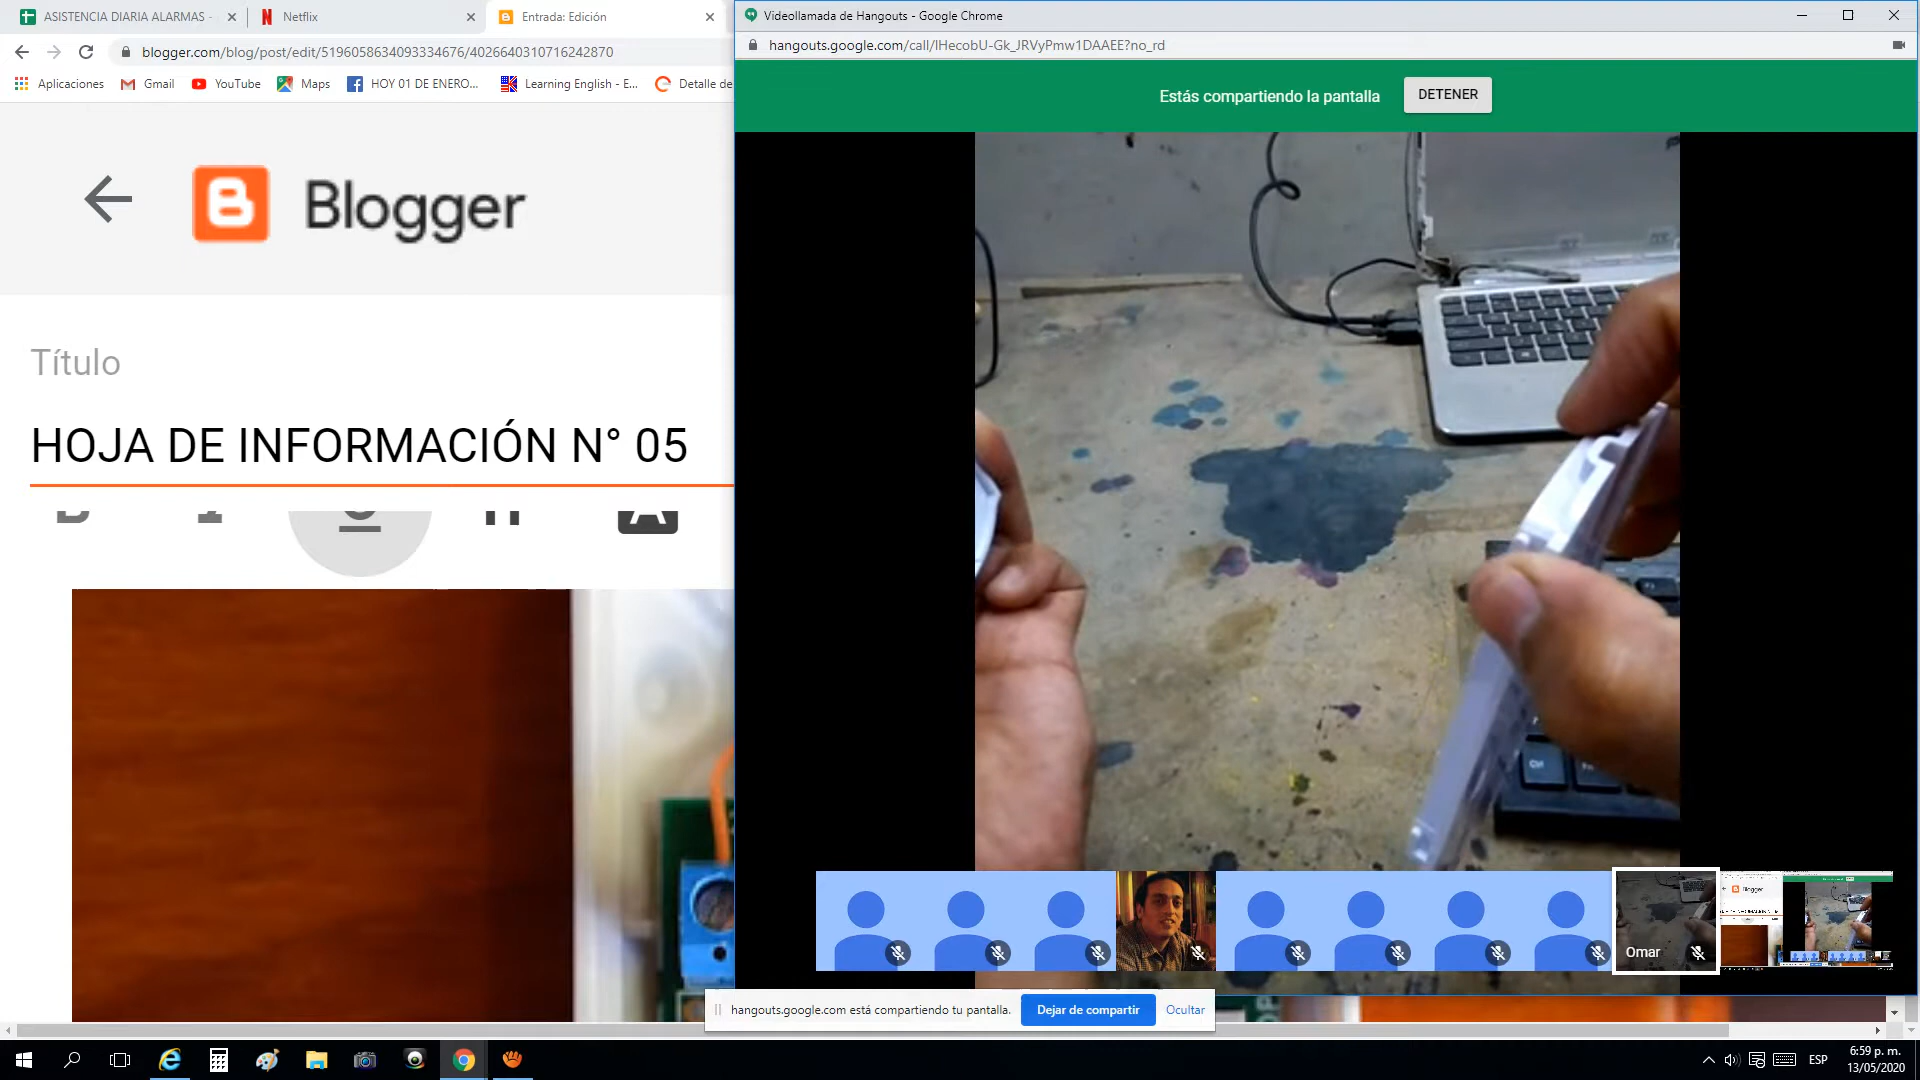 ASISTENCIA DIARIA ALARMAS -
Netflix
Entrada: Edición
blogger.com/blog/post/edit/5196058634093334676/4026640310716242870
Aplicaciones
Gmail
YouTube
Maps
HOY 01 DE ENERO...
Learning English - E...
Detalle de
Blogger
Título
HOJA DE INFORMACIÓN N° 05
Videollamada de Hangouts - Google Chrome
hangouts.google.com/call/lHecobU-Gk_JRVyPmw1DAAEE?no_rd
Estás compartiendo la pantalla
DETENER
Omar
Blogger
hangouts.google.com está compartiendo tu pantalla.
Dejar de compartir
Ocultar
ESP
6:59 p. m.
13/05/2020